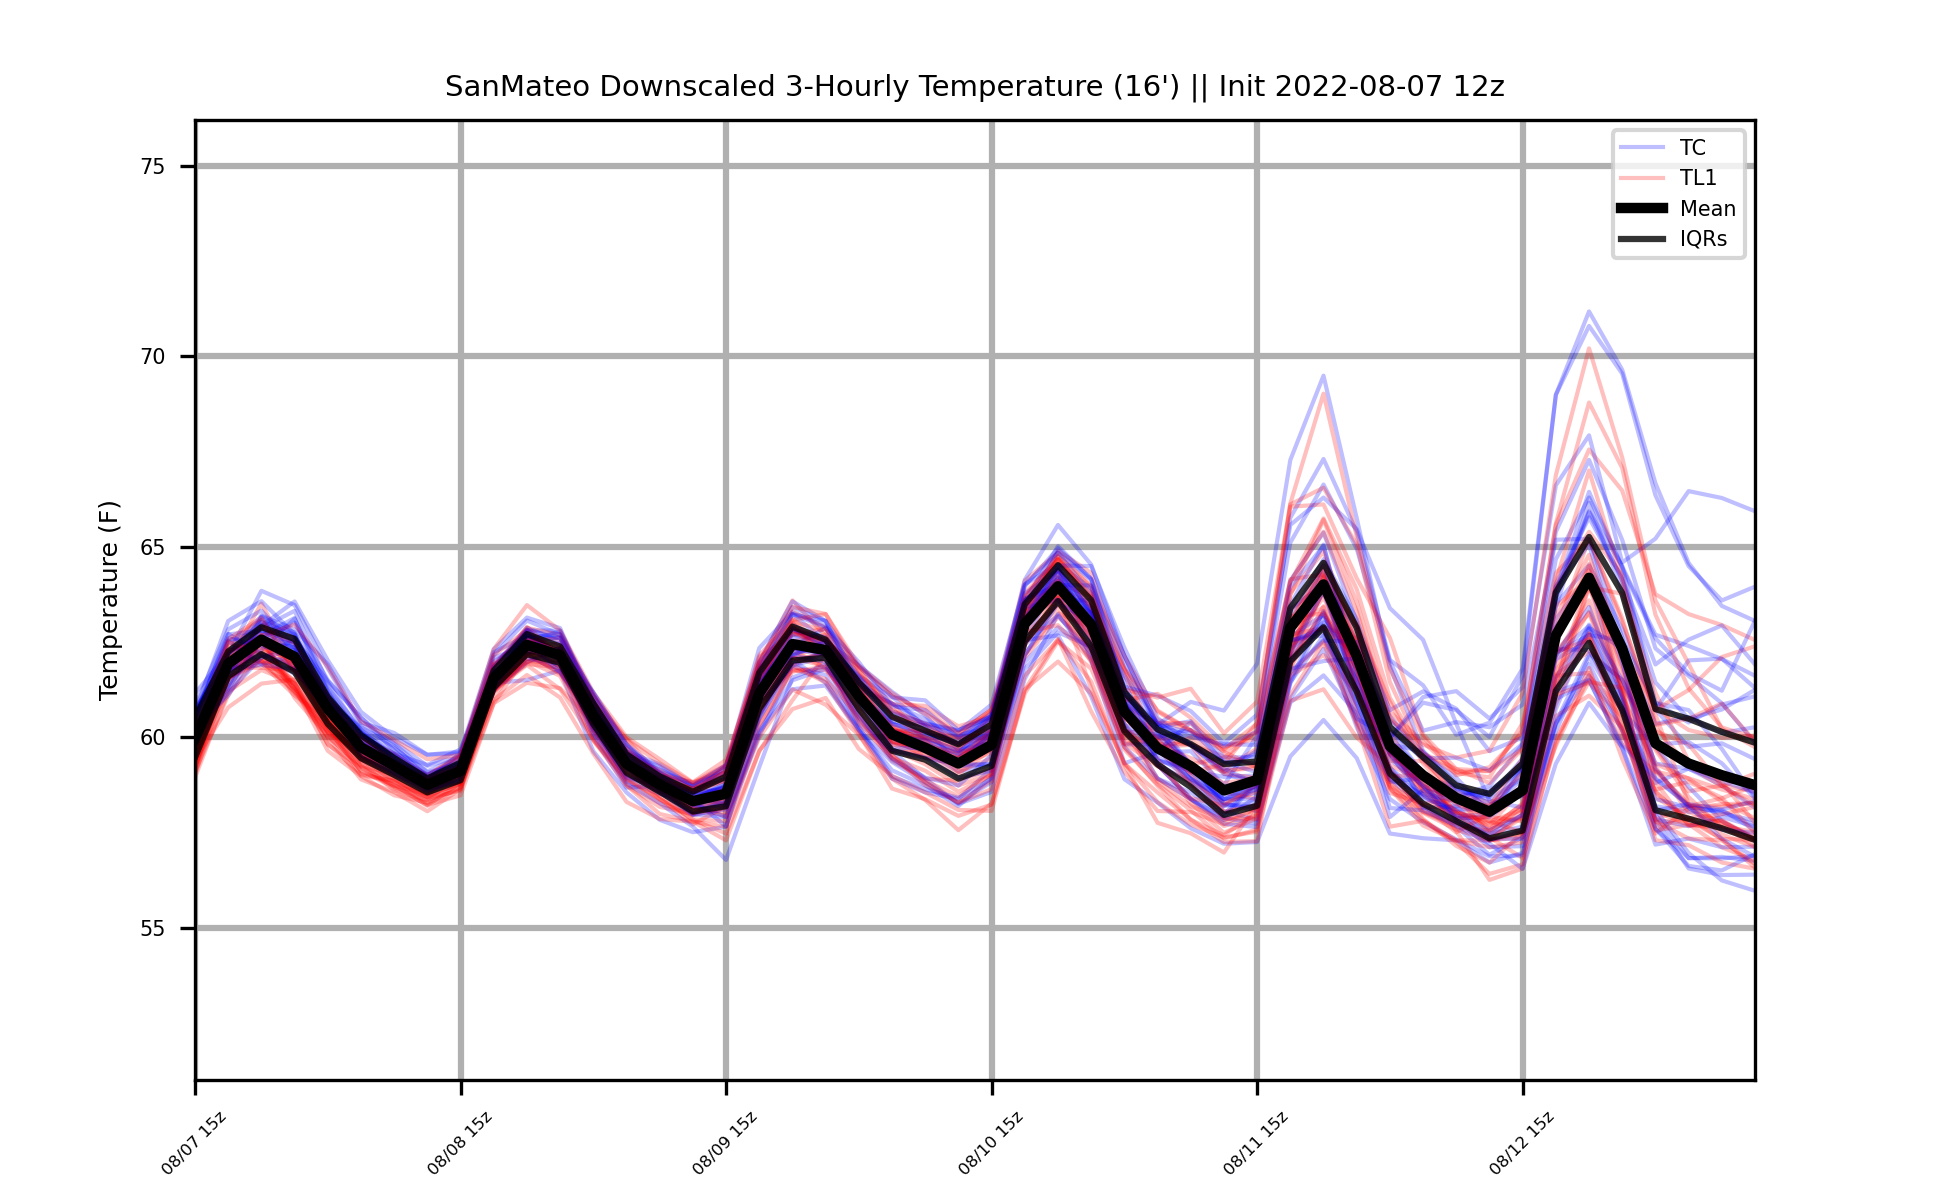 SanMateo Downscaled 3-Hourly Temperature (16') || Init 2022-08-07 12z
TC
TL1
Mean
IQRs
Temperature (F)
75
70
65
60
55
08/07 15z
08/08 15z
08/09 15z
08/10 15z
08/11 15z
08/12 15z